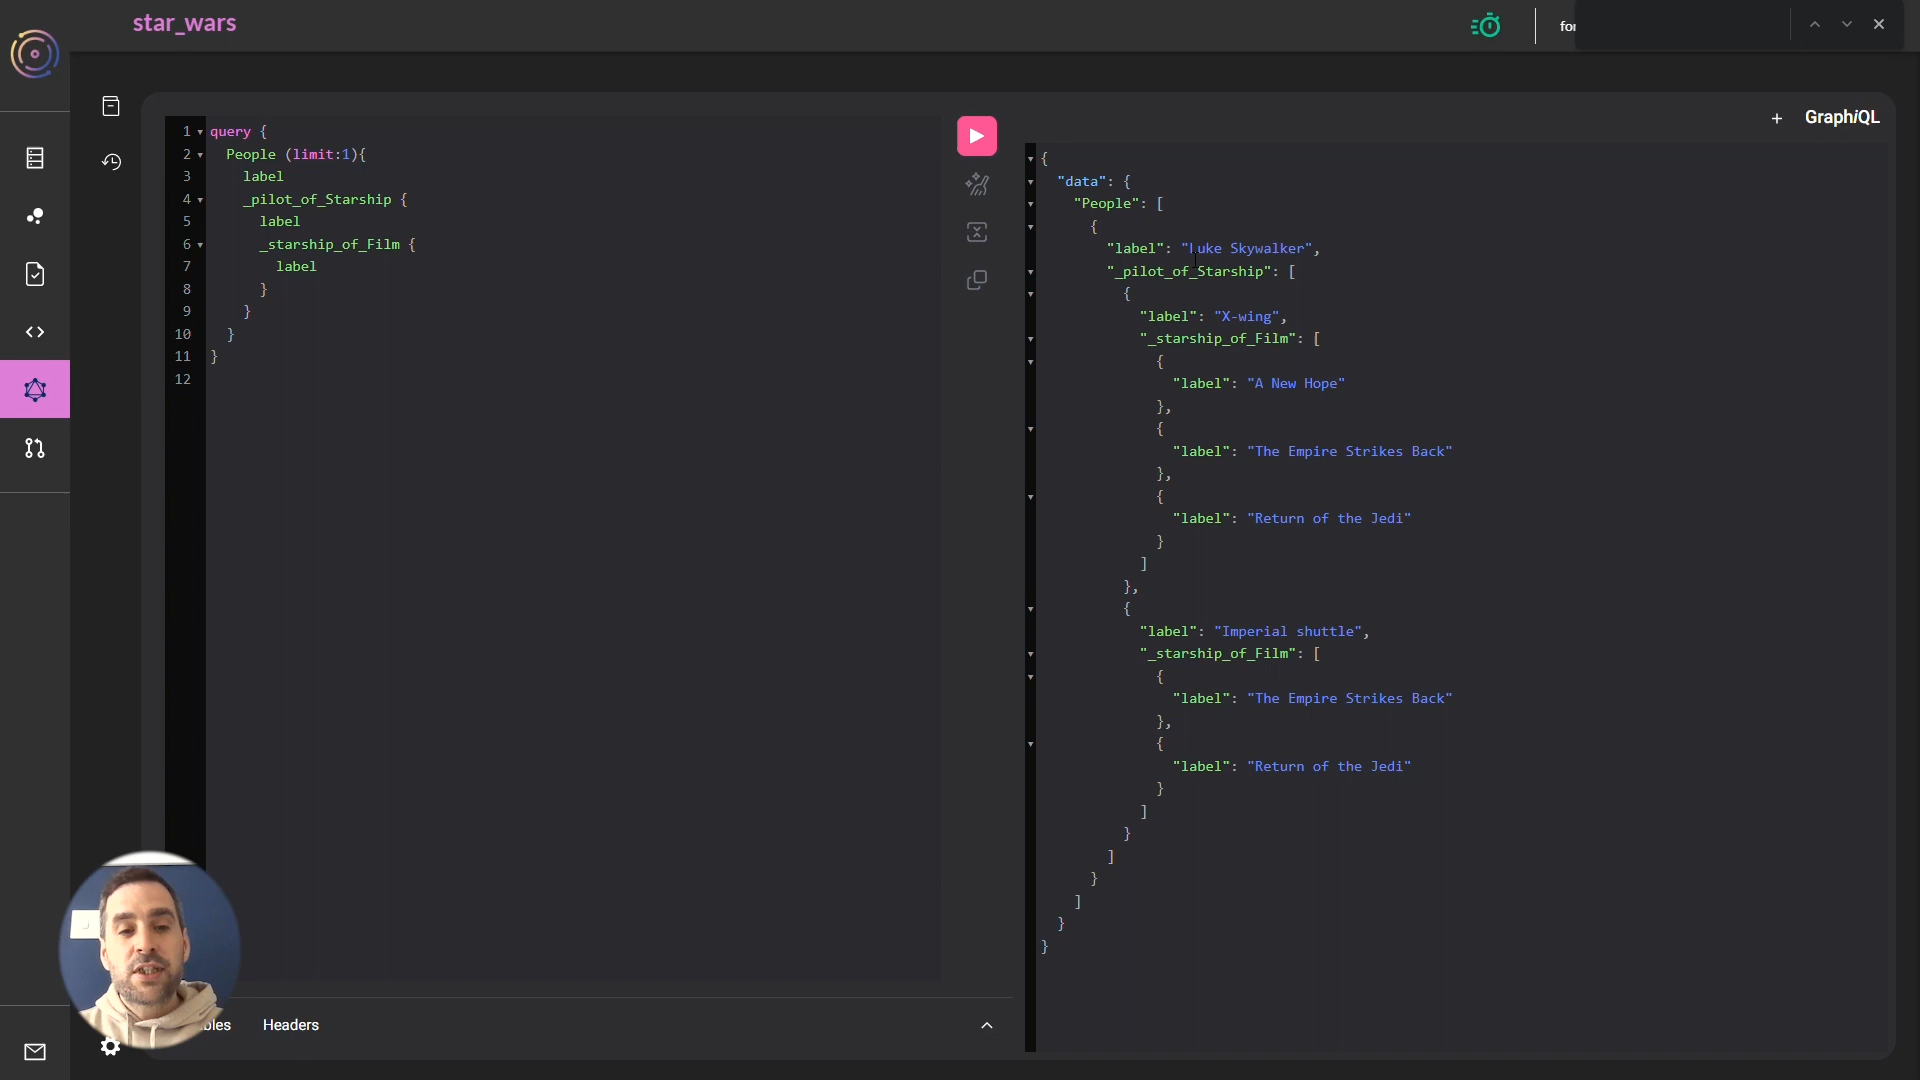 star_wars
for
GraphiQL
1 query {
2 People (limit:1){
3 label
4 _pilot_of_Starship {
5 label
6 _starship_of_Film {
7 label
8 }
9 }
10 }
11 }
12
{
"data": {
"People": [
{
"label": "Luke Skywalker",
"_pilot_of_Starship": [
{
"label": "X-wing",
"_starship_of_Film": [
{
"label": "A New Hope"
},
{
"label": "The Empire Strikes Back"
},
{
"label": "Return of the Jedi"
}
]
},
{
"label": "Imperial shuttle",
"_starship_of_Film": [
{
"label": "The Empire Strikes Back"
},
{
"label": "Return of the Jedi"
}
]
}
]
}
]
}
}
Headers